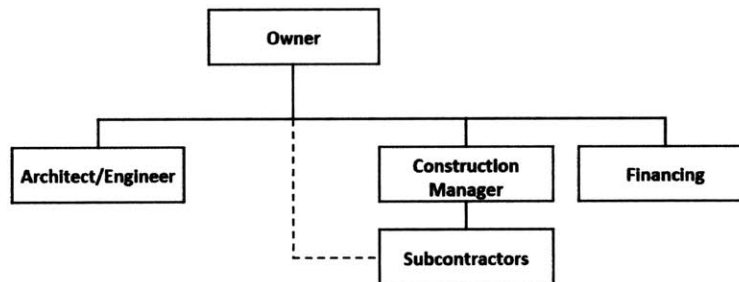 Owner
Architect/Engineer
Construction
Manager
Financing
Subcontractors